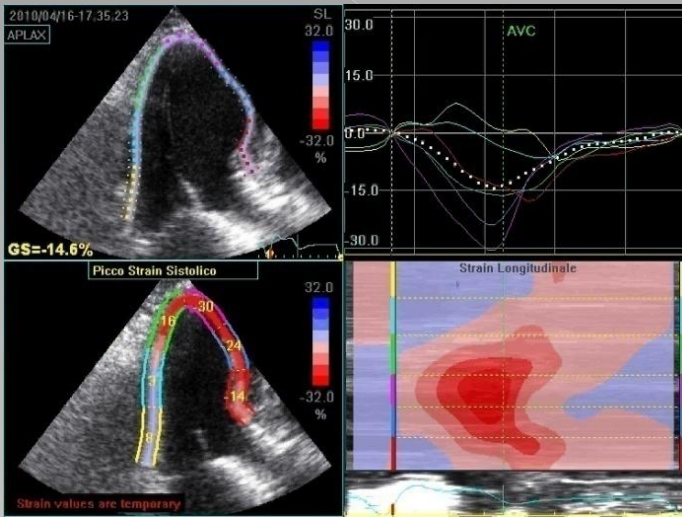 2010/04/16-17.35.23
APLAX
SL
32.0
-32.0
%
GS=-14.6%
30.0
AVC
15.0
0.0
-15.0
-30.0
Picco Strain Sistolico
32.0
-32.0
%
-16
-30
24
3
-14
8
Strain values are temporary
Strain Longitudinale